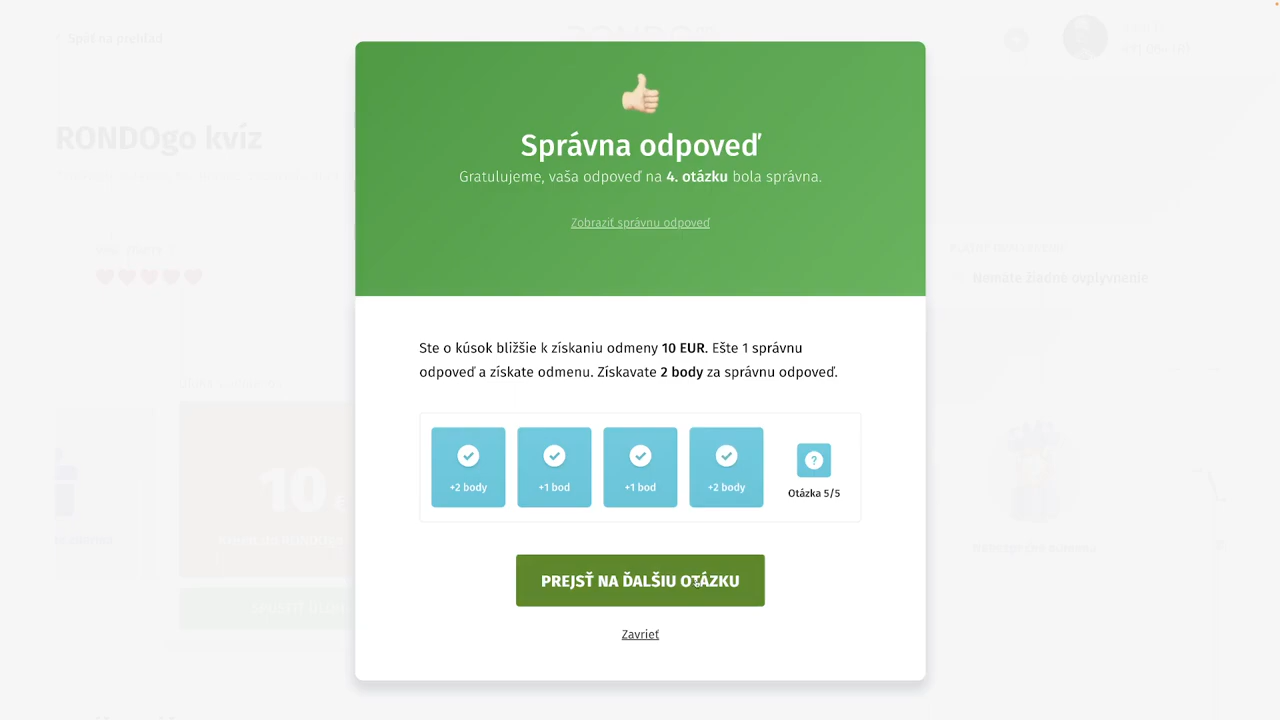 Späť na prehľad
RONDOgo kvíz
Správna odpoveď
Gratulujeme, vaša odpoveď na 4. otázku bola správna.
Zobraziť správnu odpoveď
Nemáte žiadne ovplyvnenie
Ste o kúsok bližšie k získaniu odmeny 10 EUR. Ešte 1 správnu
odpoveď a získate odmenu. Získavate 2 body za správnu odpoveď.
+2 body
+1 bod
+1 bod
+2 body
?
Otázka 5/5
10 €
PREJSŤ NA ĎALŠIU OTÁZKU
Zavrieť